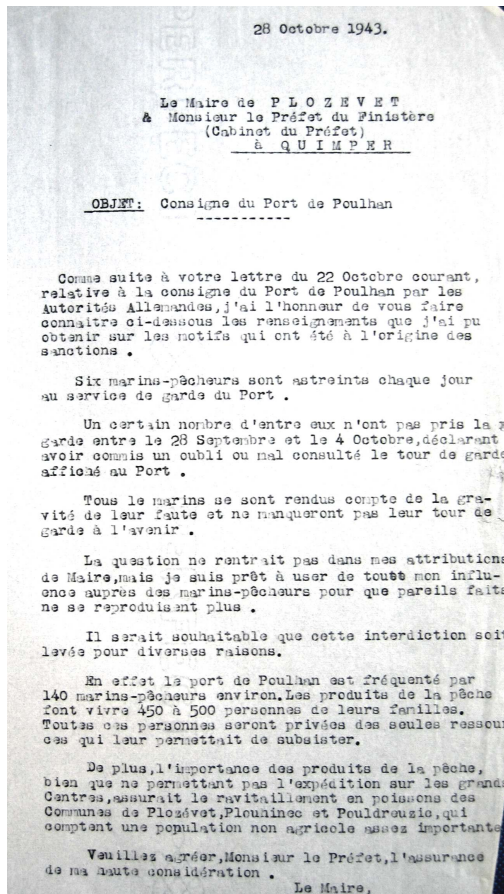 28 Octobre 1943.
Le Maire de P L O Z E V E T
& Monsieur le Préfet du Finistère
(Cabinet du Préfet)
à Q U I M P E R
OBJET: Consigne du Port de Poulhan
-----------
Comme suite à votre lettre du 22 Octobre courant,
relative à la consigne du Port de Poulhan par les
Autorités Allemandes,j'ai l'honneur de vous faire
connaitre ci-dessous les renseignements que j'ai pu
obtenir sur les motifs qui ont été à l'origine des
sanctions .
Six marins-pêcheurs sont astreints chaque jour
au service de garde du Port .
Un certain nombre d'entre eux n'ont pas pris la
garde entre le 28 Septembre et le 4 Octobre,déclarant
avoir commis un oubli ou mal consulté le tour de garde
affiché au Port .
Tous le marins se sont rendus compte de la gra-
vité de leur faute et ne manqueront pas leur tour de
garde à l'avenir .
La question ne rentrait pas dans mes attributions
de Maire,mais je suis prêt à user de toute mon influ-
ence auprès des marins-pêcheurs pour que pareils faits
ne se reproduisent plus .
Il serait souhaitable que cette interdiction soit
levée pour diverses raisons.
En effet le port de Poulhan est fréquenté par
140 marins-pêcheurs environ.Les produits de la pêche
font vivre 450 à 500 personnes de leurs familles.
Toutes ces personnes seront privées des seules ressour
ces qui leur permettait de subsister.
De plus,l'importance des produits de la pêche,
bien que ne permettant pas l'expédition sur les grands
Centres,assurait le ravitaillement en poissons des
Communes de Plozévet,Plouhinec et Pouldreuzic,qui
comptent une population non agricole assez importante
Veuillez agréer,Monsieur le Préfet,l'assurance
de ma haute considération .
Le Maire,